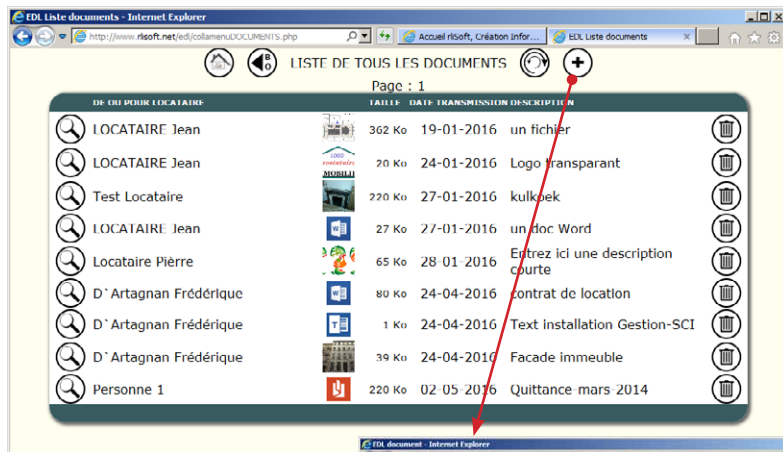 EDL Liste documents - Internet Explorer
http://www.rlisoft.net/edl/collamenuDOCUMENTS.php
Accueil rliSoft, Création Infor...
EDL Liste documents
B
O
LISTE DE TOUS LES DOCUMENTS
Page : 1
DE OU POUR LOCATAIRE TAILLE DATE TRANSMISSION DESCRIPTION
LOCATAIRE Jean 362 Ko 19-01-2016 un fichier
LOCATAIRE Jean 20 Ko 24-01-2016 Logo transparant
Test Locataire 220 Ko 27-01-2016 kulkoek
LOCATAIRE Jean 27 Ko 27-01-2016 un doc Word
Locataire Pièrre 65 Ko 28-01-2016 Entrez ici une description
courte
D`Artagnan Frédérique 80 Ko 24-04-2016 contrat de location
D`Artagnan Frédérique 1 Ko 24-04-2016 Text installation Gestion-SCI
D`Artagnan Frédérique 39 Ko 24-04-2016 Facade immeuble
Personne 1 220 Ko 02-05-2016 Quittance-mars-2014
EDL document - Internet Explorer